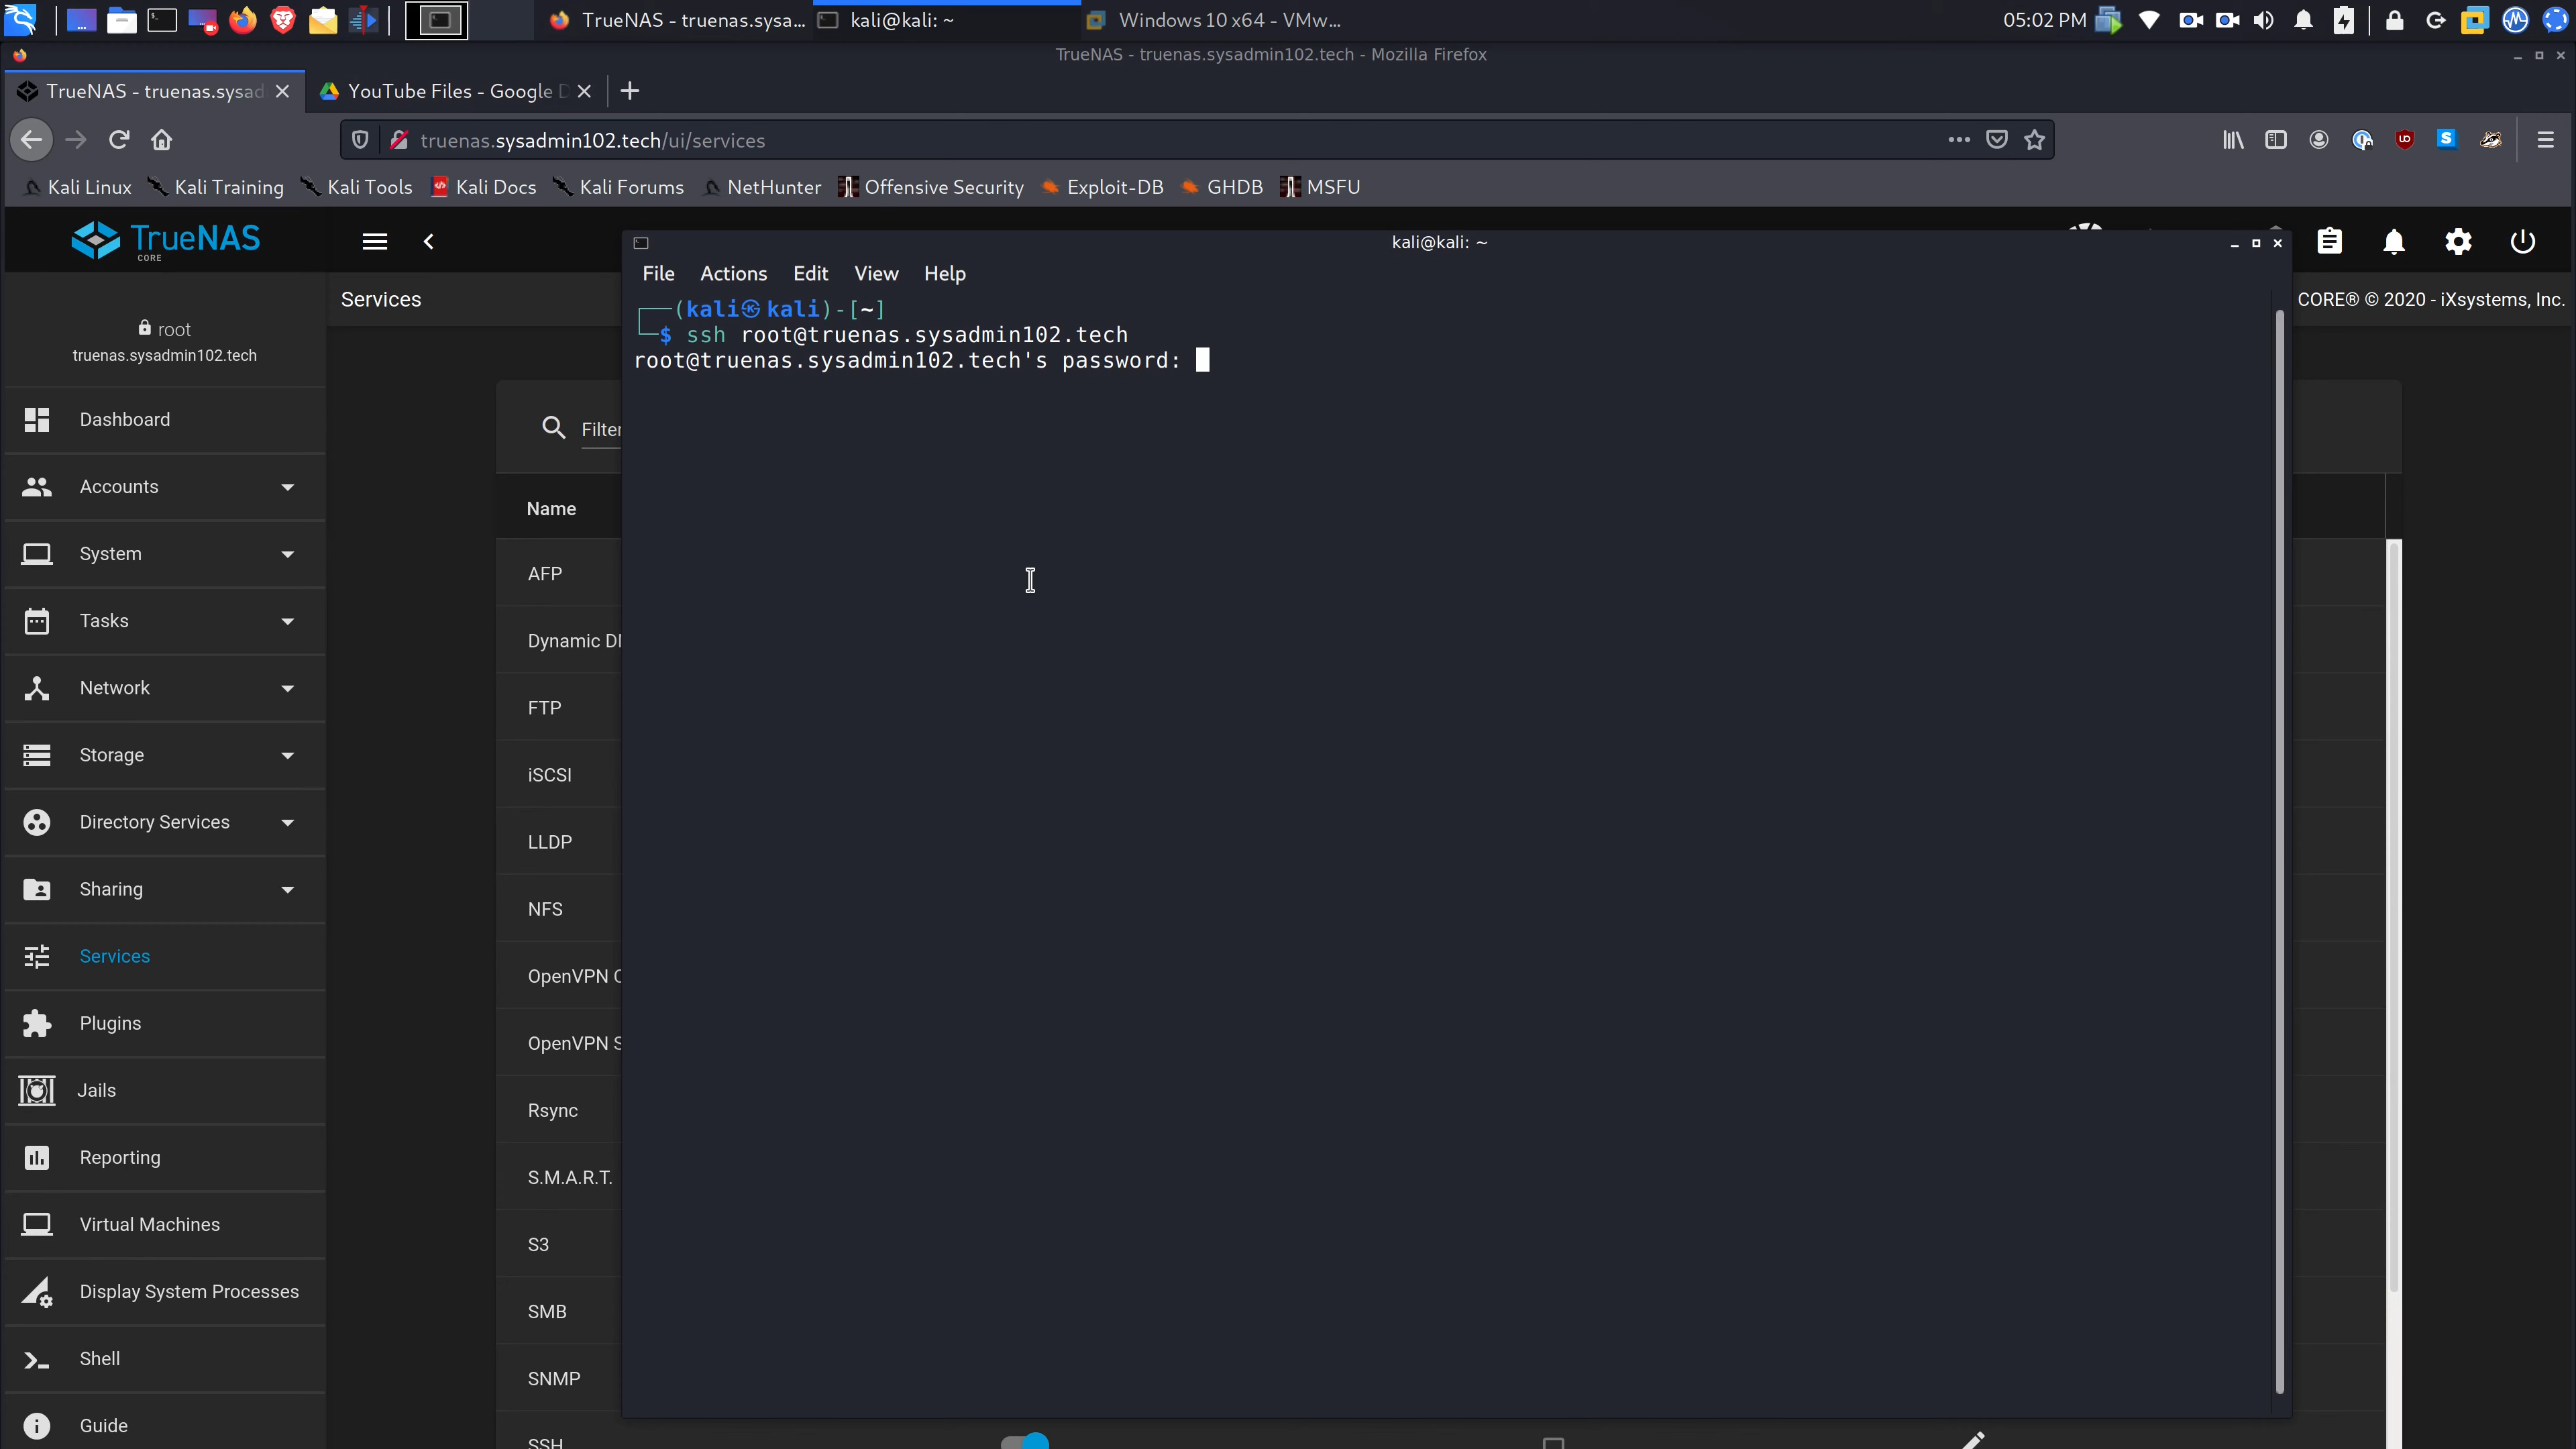 TrueNAS - truenas.sysa...
kali@kali: ~
Windows 10 x64 - VMw...
05:02 PM
TrueNAS - truenas.sysadmin102.tech - Mozilla Firefox
TrueNAS - truenas.sysad
YouTube Files - Google D
truenas.sysadmin102.tech/ui/services
Kali Linux
Kali Training
Kali Tools
Kali Docs
Kali Forums
NetHunter
Offensive Security
Exploit-DB
GHDB
MSFU
TrueNAS
CORE
kali@kali: ~
Services
CORE® © 2020 - iXsystems, Inc.
File Actions Edit View Help
(kali㉿kali)-[~]
$ ssh root@truenas.sysadmin102.tech
root@truenas.sysadmin102.tech's password:
root
truenas.sysadmin102.tech
Dashboard
Accounts
System
Tasks
Network
Storage
Directory Services
Sharing
Services
Plugins
Jails
Reporting
Virtual Machines
Display System Processes
Shell
Guide
Filter
Name
AFP
Dynamic DN
FTP
iSCSI
LLDP
NFS
OpenVPN C
OpenVPN S
Rsync
S.M.A.R.T.
S3
SMB
SNMP
SSH